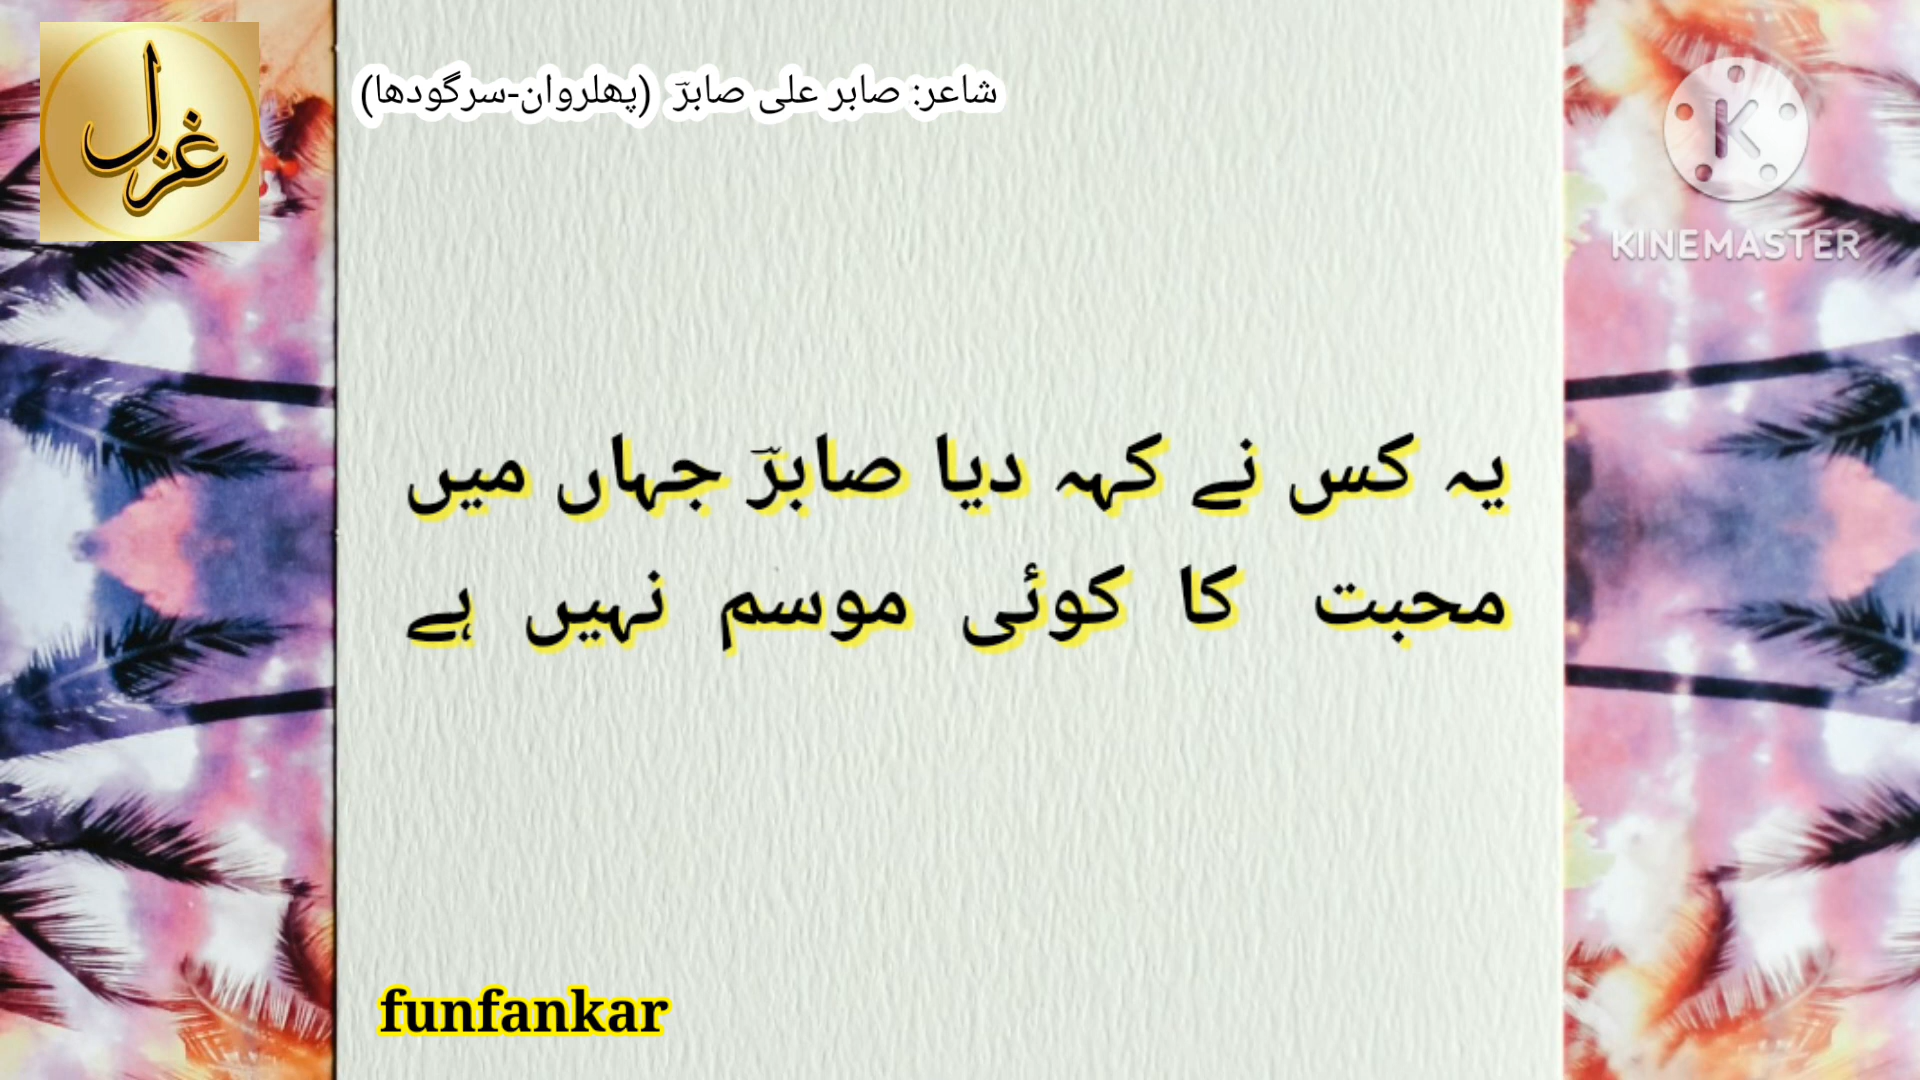 غزل
شاعر: صابر علی صابرؔ (پھلروان-سرگودھا)
K
KINEMASTER
یہ کس نے کہہ دیا صابرؔ جہاں میں
محبت کا کوئی موسم نہیں ہے
funfankar